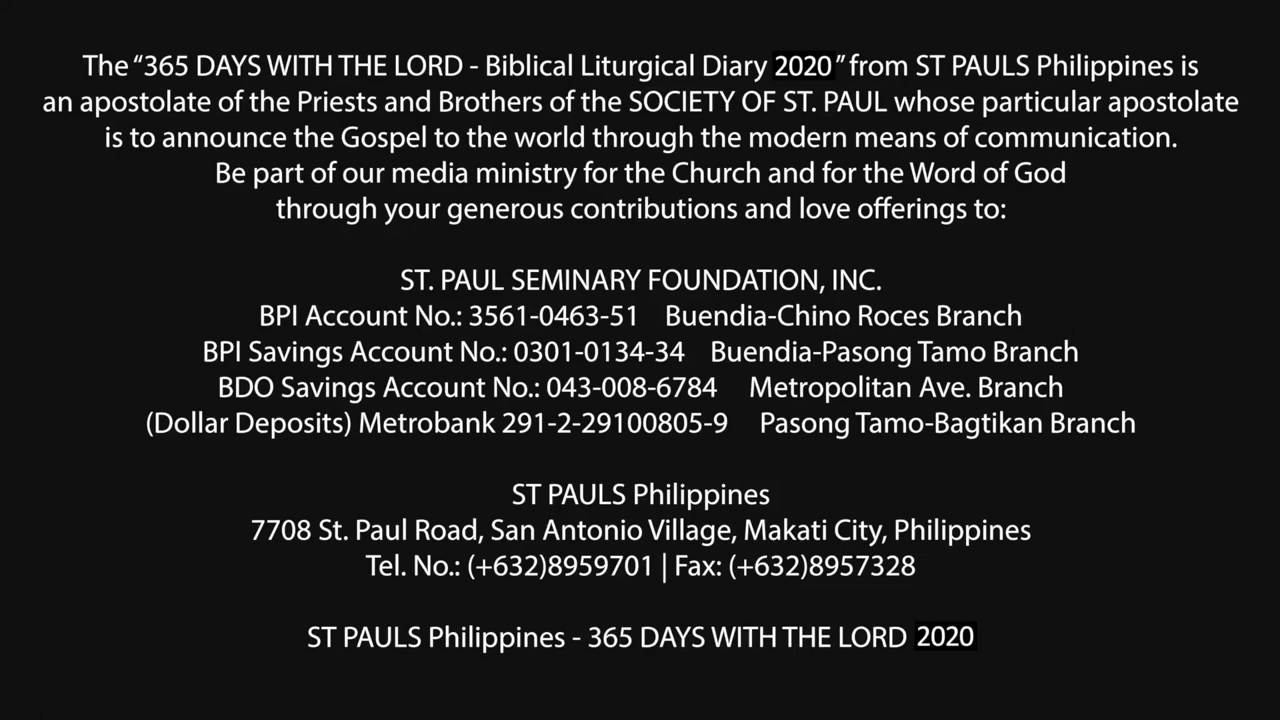 The “365 DAYS WITH THE LORD - Biblical Liturgical Diary 2020” from ST PAULS Philippines is
an apostolate of the Priests and Brothers of the SOCIETY OF ST. PAUL whose particular apostolate
is to announce the Gospel to the world through the modern means of communication.
Be part of our media ministry for the Church and for the Word of God
through your generous contributions and love offerings to:
ST. PAUL SEMINARY FOUNDATION, INC.
BPI Account No.: 3561-0463-51 Buendia-Chino Roces Branch
BPI Savings Account No.: 0301-0134-34 Buendia-Pasong Tamo Branch
BDO Savings Account No.: 043-008-6784 Metropolitan Ave. Branch
(Dollar Deposits) Metrobank 291-2-29100805-9 Pasong Tamo-Bagtikan Branch
ST PAULS Philippines
7708 St. Paul Road, San Antonio Village, Makati City, Philippines
Tel. No.: (+632)8959701 | Fax: (+632)8957328
ST PAULS Philippines - 365 DAYS WITH THE LORD 2020